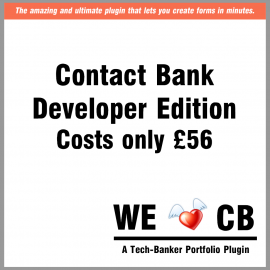 The amazing and ultimate plugin that lets you create forms in minutes.
Contact Bank
Developer Edition
Costs only £56
WE CB
A Tech-Banker Portfolio Plugin